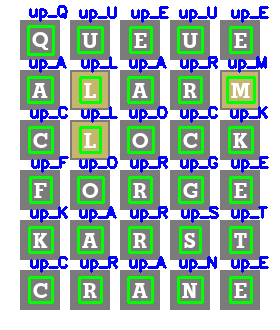 up_Q up_U up_E up_U up_E
Q U E U E
up_A up_L up_A up_R up_M
A L A R M
up_C up_L up_O up_C up_K
C L O C K
up_F up_O up_R up_G up_E
F O R G E
up_K up_A up_R up_S up_T
K A R S T
up_C up_R up_A up_N up_E
C R A N E